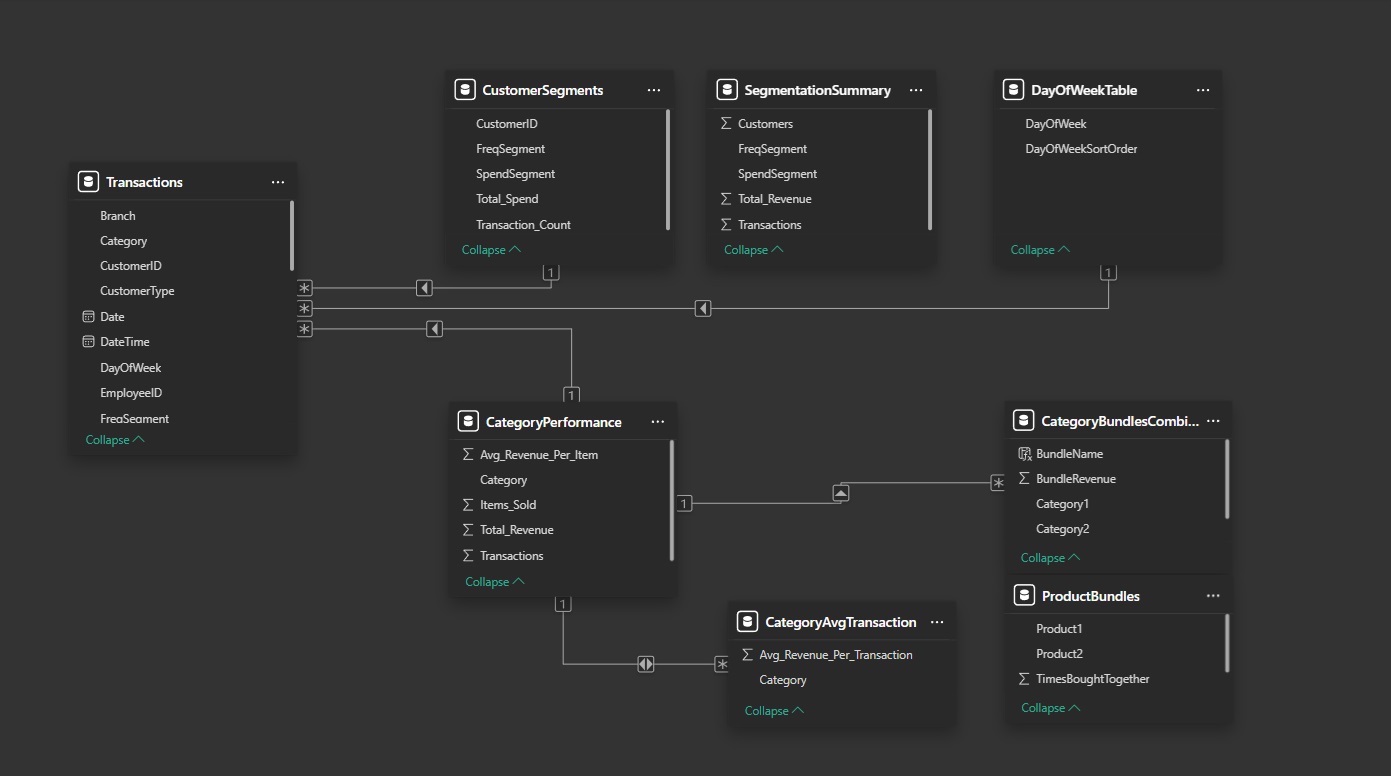 CustomerSegments
CustomerID
FreqSegment
SpendSegment
Total_Spend
Transaction_Count
Collapse
1
SegmentationSummary
Customers
FreqSegment
SpendSegment
Total_Revenue
Transactions
Collapse
DayOfWeekTable
DayOfWeek
DayOfWeekSortOrder
Collapse
1
Transactions
Branch
Category
CustomerID
CustomerType
Date
DateTime
DayOfWeek
EmployeeID
FreqSegment
Collapse
*
*
*
1
CategoryPerformance
Avg_Revenue_Per_Item
Category
Items_Sold
Total_Revenue
Transactions
Collapse
1
1
*
CategoryBundlesCombi...
BundleName
BundleRevenue
Category1
Category2
Collapse
ProductBundles
Product1
Product2
TimesBoughtTogether
Collapse
*
CategoryAvgTransaction
Avg_Revenue_Per_Transaction
Category
Collapse